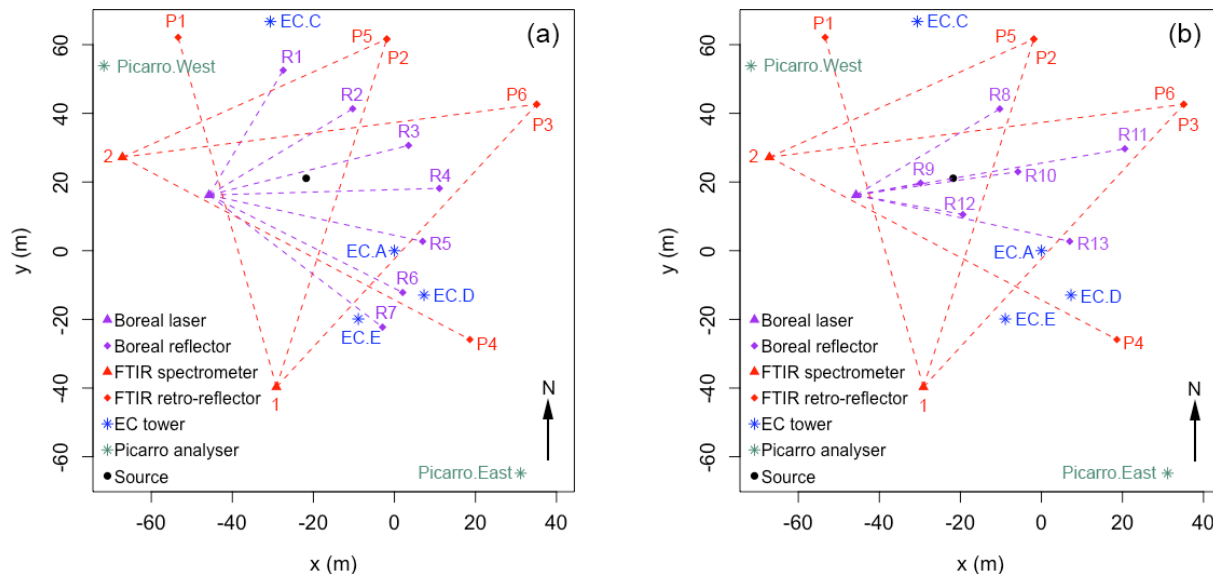 (a)
P1
EC.C
P5
P2
R1
Picarro.West
R2
P6
P3
R3
2
R4
R5
EC.A
R6
EC.D
R7
EC.E
P4
1
Boreal laser
Boreal reflector
FTIR spectrometer
FTIR retro-reflector
EC tower
Picarro analyser
Source
N
Picarro.East
60
40
20
0
-20
-40
-60
y (m)
-60 -40 -20 0 20 40
x (m)
(b)
P1
EC.C
P5
P2
Picarro.West
R8
P6
P3
R11
2
R9
R10
R12
R13
EC.A
EC.D
EC.E
P4
1
Boreal laser
Boreal reflector
FTIR spectrometer
FTIR retro-reflector
EC tower
Picarro analyser
Source
N
Picarro.East
60
40
20
0
-20
-40
-60
y (m)
-60 -40 -20 0 20 40
x (m)